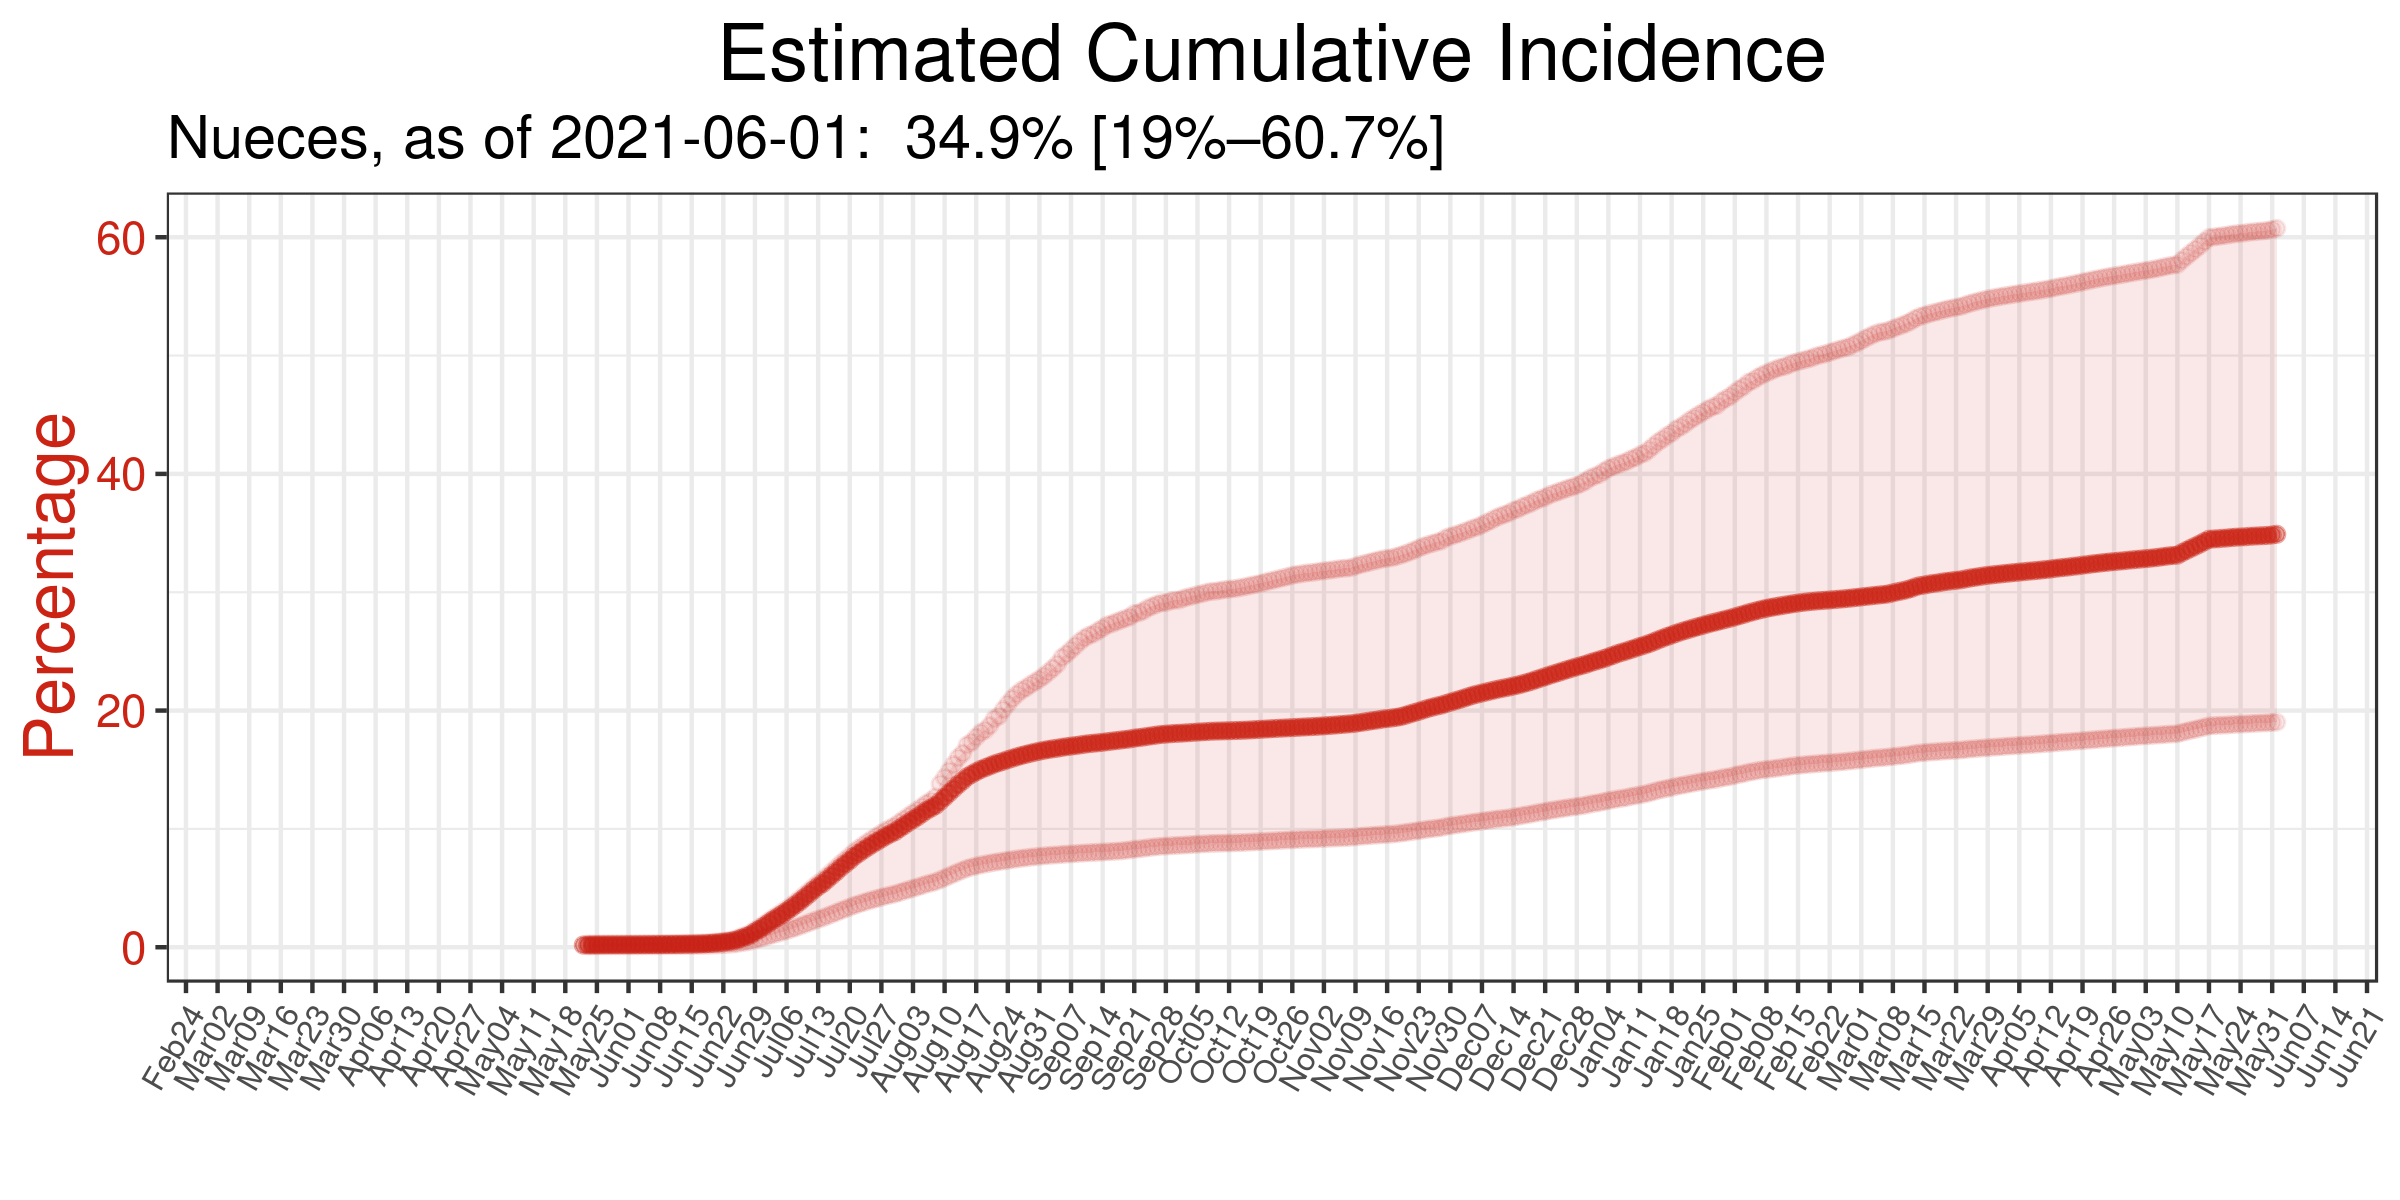 Estimated Cumulative Incidence
Nueces, as of 2021-06-01:  34.9% [19%–60.7%]
Percentage
60
40
20
0
Feb24
Mar02
Mar09
Mar16
Mar23
Mar30
Apr06
Apr13
Apr20
Apr27
May04
May11
May18
May25
Jun01
Jun08
Jun15
Jun22
Jun29
Jul06
Jul13
Jul20
Jul27
Aug03
Aug10
Aug17
Aug24
Aug31
Sep07
Sep14
Sep21
Sep28
Oct05
Oct12
Oct19
Oct26
Nov02
Nov09
Nov16
Nov23
Nov30
Dec07
Dec14
Dec21
Dec28
Jan04
Jan11
Jan18
Jan25
Feb01
Feb08
Feb15
Feb22
Mar01
Mar08
Mar15
Mar22
Mar29
Apr05
Apr12
Apr19
Apr26
May03
May10
May17
May24
May31
Jun07
Jun14
Jun21